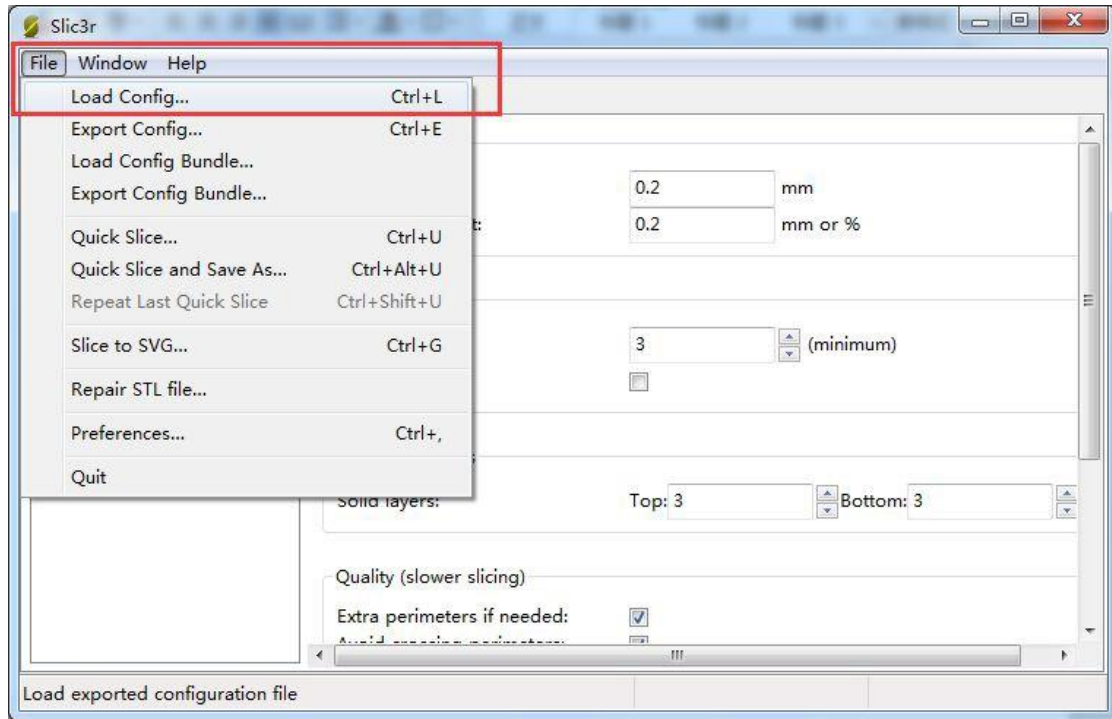 Slic3r
File Window Help
Load Config... Ctrl+L
Export Config... Ctrl+E
Load Config Bundle...
Export Config Bundle...
0.2 mm
Quick Slice... Ctrl+U
t: 0.2 mm or %
Quick Slice and Save As... Ctrl+Alt+U
Repeat Last Quick Slice Ctrl+Shift+U
Slice to SVG... Ctrl+G
3 (minimum)
Repair STL file...
Preferences... Ctrl+,
Quit
Solid layers: Top: 3 Bottom: 3
Quality (slower slicing)
Extra perimeters if needed:
Avoid crossing perimeters:
Load exported configuration file